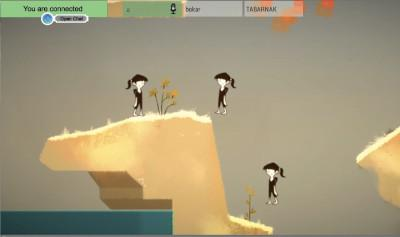 You are connected
a
bokar
TABARNAK
Open Chat